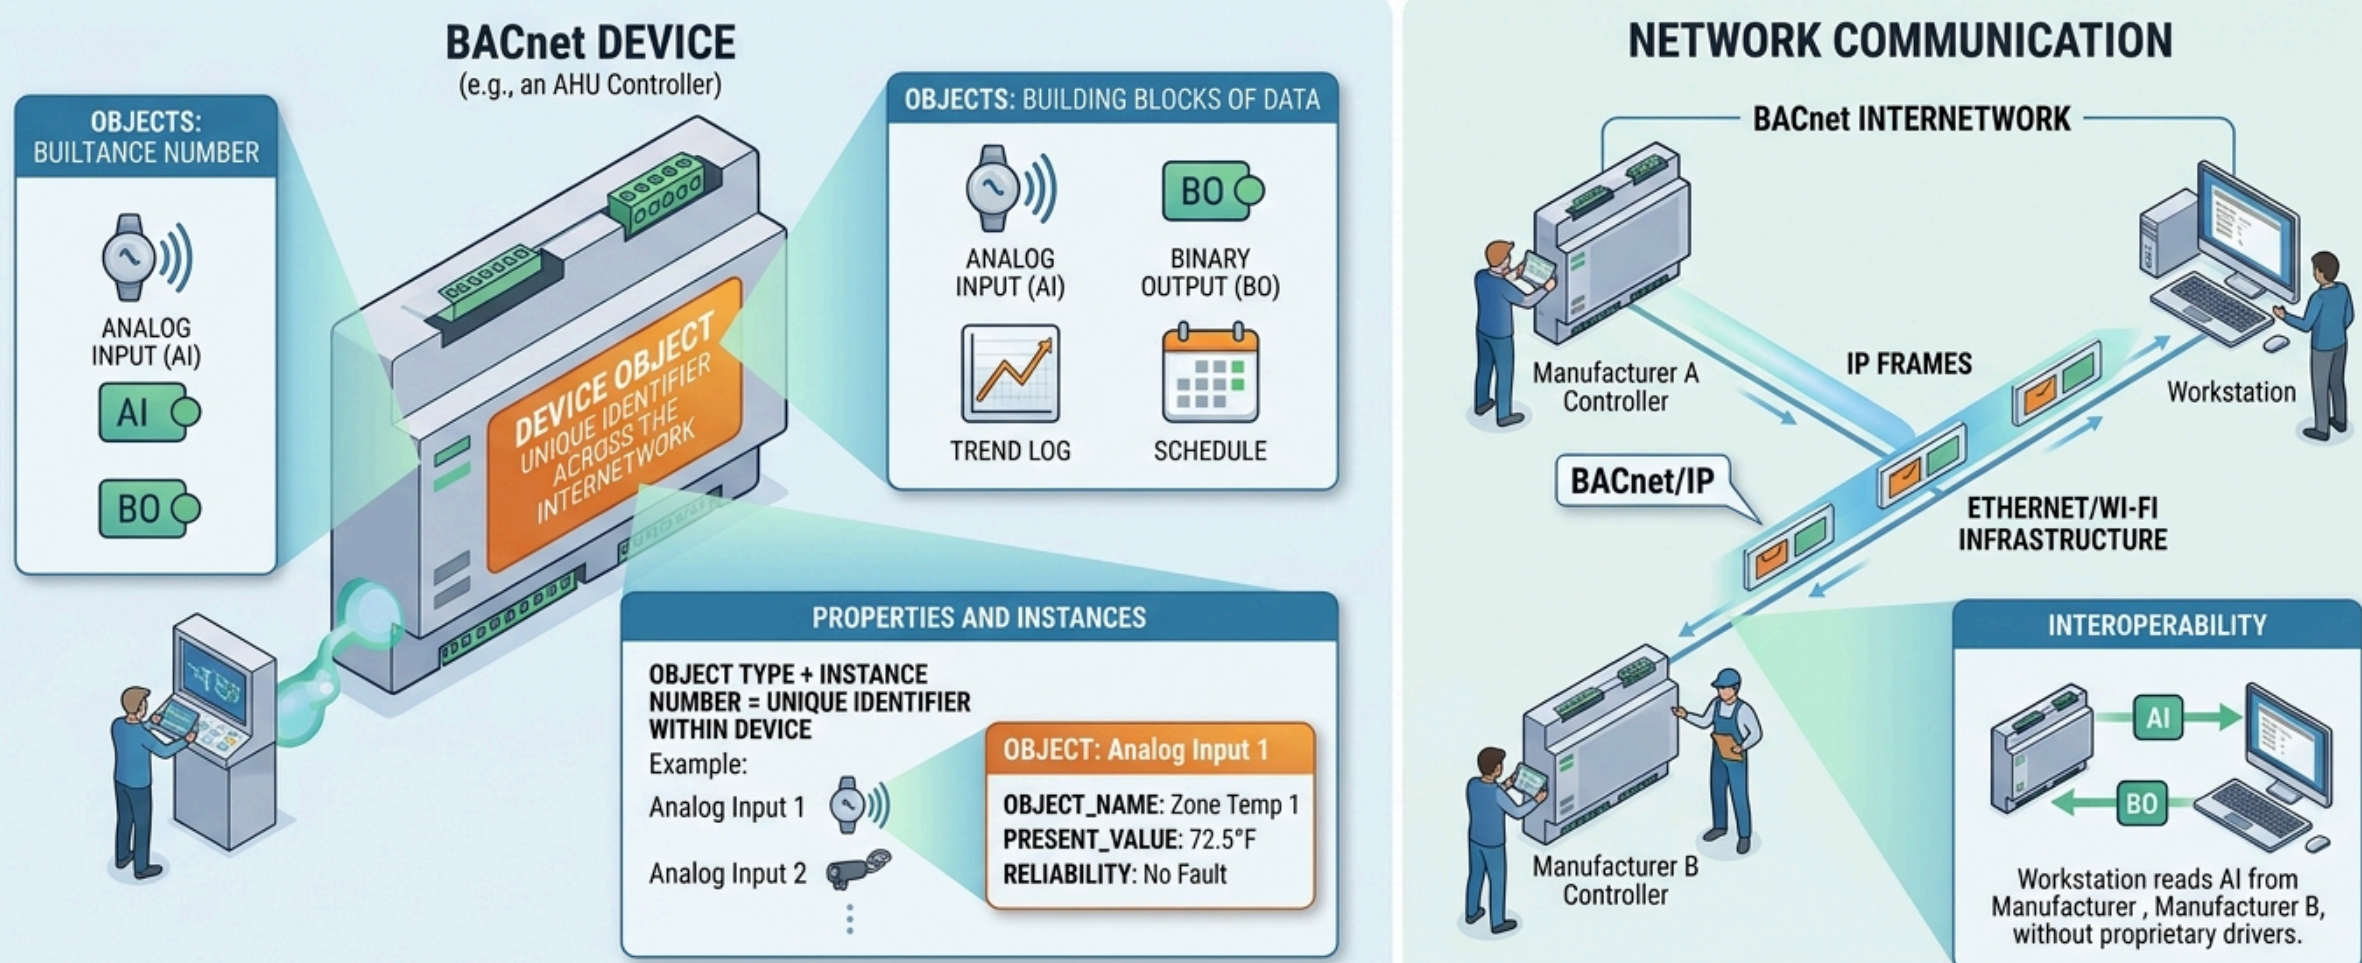 BACnet DEVICE
(e.g., an AHU Controller)
OBJECTS:
BUILTANCE NUMBER
ANALOG
INPUT (AI)
AI
BO
DEVICE OBJECT
UNIQUE IDENTIFIER
ACROSS THE
INTERNETWORK
OBJECTS: BUILDING BLOCKS OF DATA
ANALOG
INPUT (AI)
BO
BINARY
OUTPUT (BO)
TREND LOG
SCHEDULE
PROPERTIES AND INSTANCES
OBJECT TYPE + INSTANCE
NUMBER = UNIQUE IDENTIFIER
WITHIN DEVICE
Example:
Analog Input 1
Analog Input 2
OBJECT: Analog Input 1
OBJECT_NAME: Zone Temp 1
PRESENT_VALUE: 72.5°F
RELIABILITY: No Fault
NETWORK COMMUNICATION
BACnet INTERNETWORK
Manufacturer A
Controller
IP FRAMES
Workstation
BACnet/IP
ETHERNET/WI-FI
INFRASTRUCTURE
Manufacturer B
Controller
INTEROPERABILITY
AI
BO
Workstation reads AI from
Manufacturer , Manufacturer B,
without proprietary drivers.